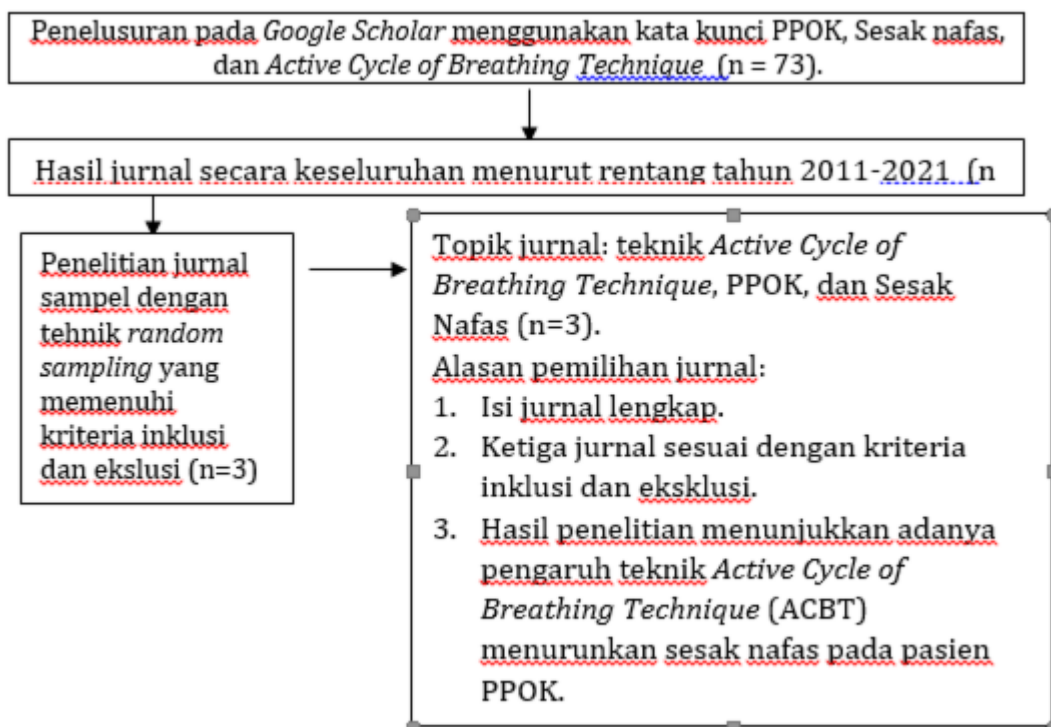 Penelusuran pada Google Scholar menggunakan kata kunci PPOK, Sesak nafas,
dan Active Cycle of Breathing Technique (n = 73).
Hasil jurnal secara keseluruhan menurut rentang tahun 2011-2021 (n
Penelitian jurnal
sampel dengan
tehnik random
sampling yang
memenuhi
kriteria inklusi
dan ekslusi (n=3)
Topik jurnal: teknik Active Cycle of
Breathing Technique, PPOK, dan Sesak
Nafas (n=3).
Alasan pemilihan jurnal:
1. Isi jurnal lengkap.
2. Ketiga jurnal sesuai dengan kriteria
inklusi dan eksklusi.
3. Hasil penelitian menunjukkan adanya
pengaruh teknik Active Cycle of
Breathing Technique (ACBT)
menurunkan sesak nafas pada pasien
PPOK.